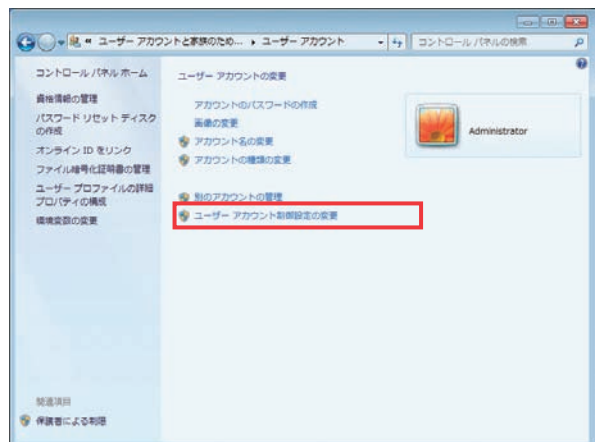 ユーザー アカウントと家族のため... ▸ ユーザー アカウント
コントロール パネルの検索
コントロール パネル ホーム
資格情報の管理
パスワード リセット ディスク
の作成
オンライン ID をリンク
ファイル暗号化証明書の管理
ユーザー プロファイルの詳細
プロパティの構成
環境変数の変更
ユーザー アカウントの変更
アカウントのパスワードの作成
画像の変更
アカウント名の変更
アカウントの種類の変更
別のアカウントの管理
ユーザー アカウント制御設定の変更
Administrator
関連項目
保護者による制限